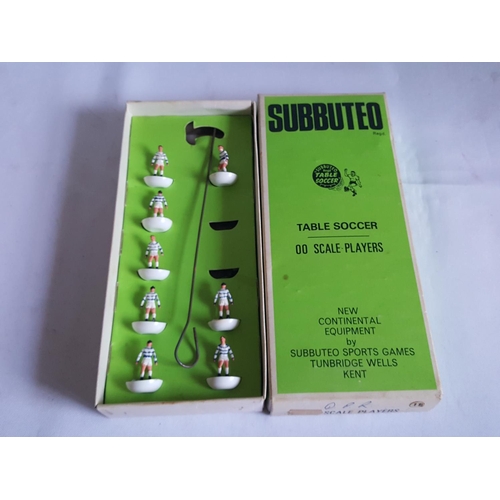 SUBBUTEO
SUBBUTEO
TABLE
SOCCER
TABLE SOCCER
OO SCALE PLAYERS
NEW
CONTINENTAL
EQUIPMENT
by
SUBBUTEO SPORTS GAMES
TUNBRIDGE WELLS
KENT
SCALE PLAYERS